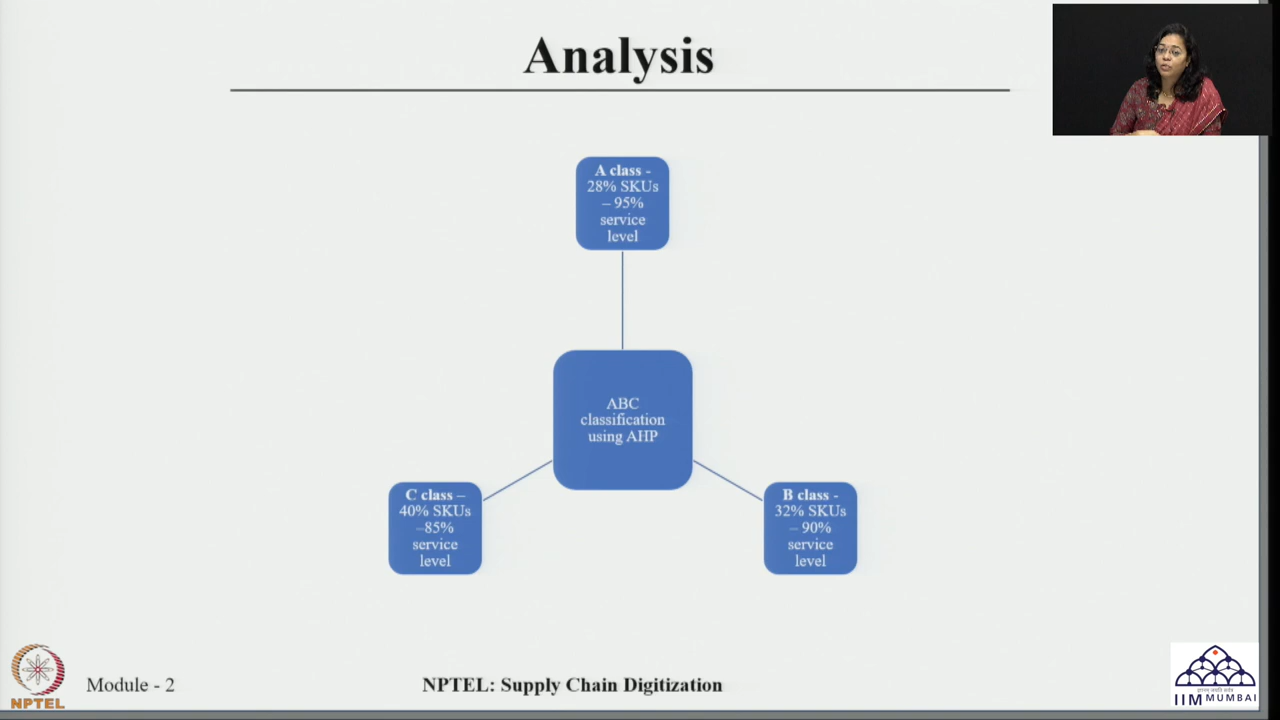 Analysis
A class -
28% SKUs
– 95%
service
level
ABC
classification
using AHP
C class –
40% SKUs
–85%
service
level
B class -
32% SKUs
– 90%
service
level
NPTEL
Module - 2
NPTEL: Supply Chain Digitization
IIM MUMBAI